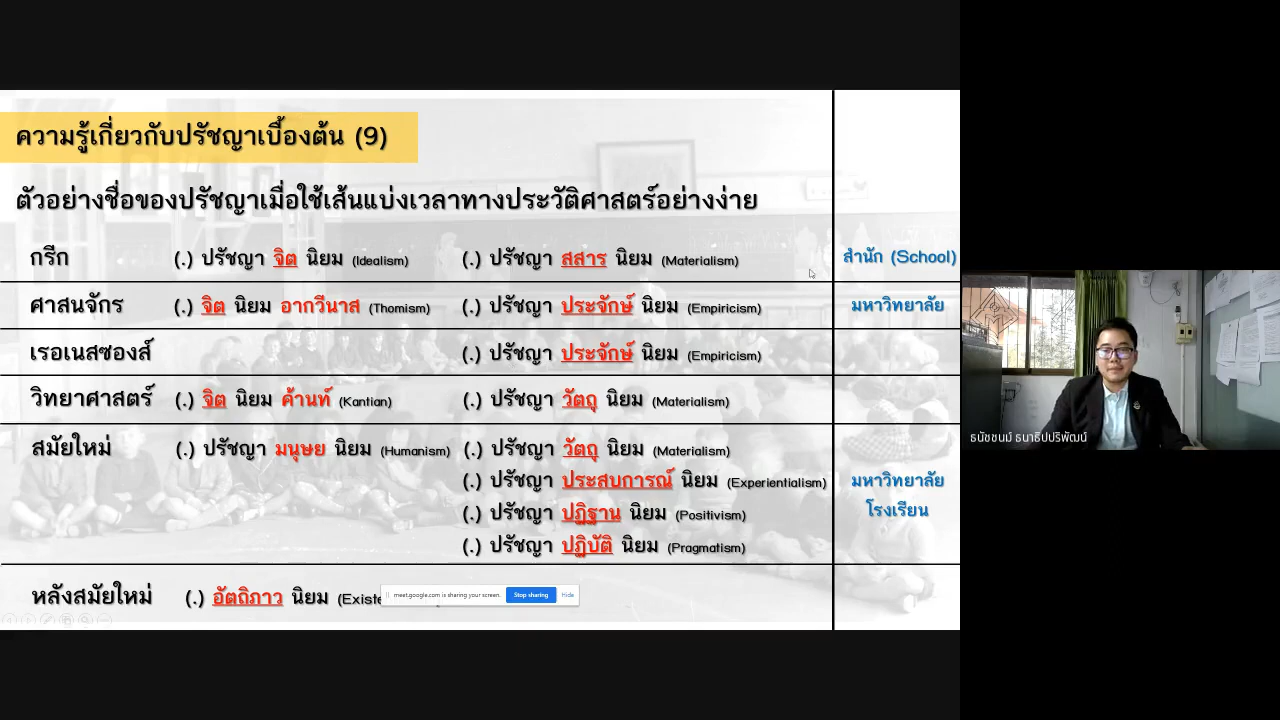 ความรู้เกี่ยวกับปรัชญาเบื้องต้น (9)
ตัวอย่างชื่อของปรัชญาเมื่อใช้เส้นแบ่งเวลาทางประวัติศาสตร์อย่างง่าย
กรีก (.) ปรัชญา จิต นิยม (Idealism) (.) ปรัชญา สสาร นิยม (Materialism) สำนัก (School)
ศาสนจักร (.) จิต นิยม อากวีนาส (Thomism) (.) ปรัชญา ประจักษ์ นิยม (Empiricism) มหาวิทยาลัย
เรอเนสซองส์ (.) ปรัชญา ประจักษ์ นิยม (Empiricism)
วิทยาศาสตร์ (.) จิต นิยม ค้านท์ (Kantian) (.) ปรัชญา วัตถุ นิยม (Materialism)
สมัยใหม่ (.) ปรัชญา มนุษย นิยม (Humanism) (.) ปรัชญา วัตถุ นิยม (Materialism)
(.) ปรัชญา ประสบการณ์ นิยม (Experientialism) มหาวิทยาลัย
(.) ปรัชญา ปฏิฐาน นิยม (Positivism) โรงเรียน
(.) ปรัชญา ปฏิบัติ นิยม (Pragmatism)
หลังสมัยใหม่ (.) อัตถิภาว นิยม
meet.google.com is sharing your screen. Stop sharing Hide
ธนัชชนม์ ธนาธิปปริพัฒน์